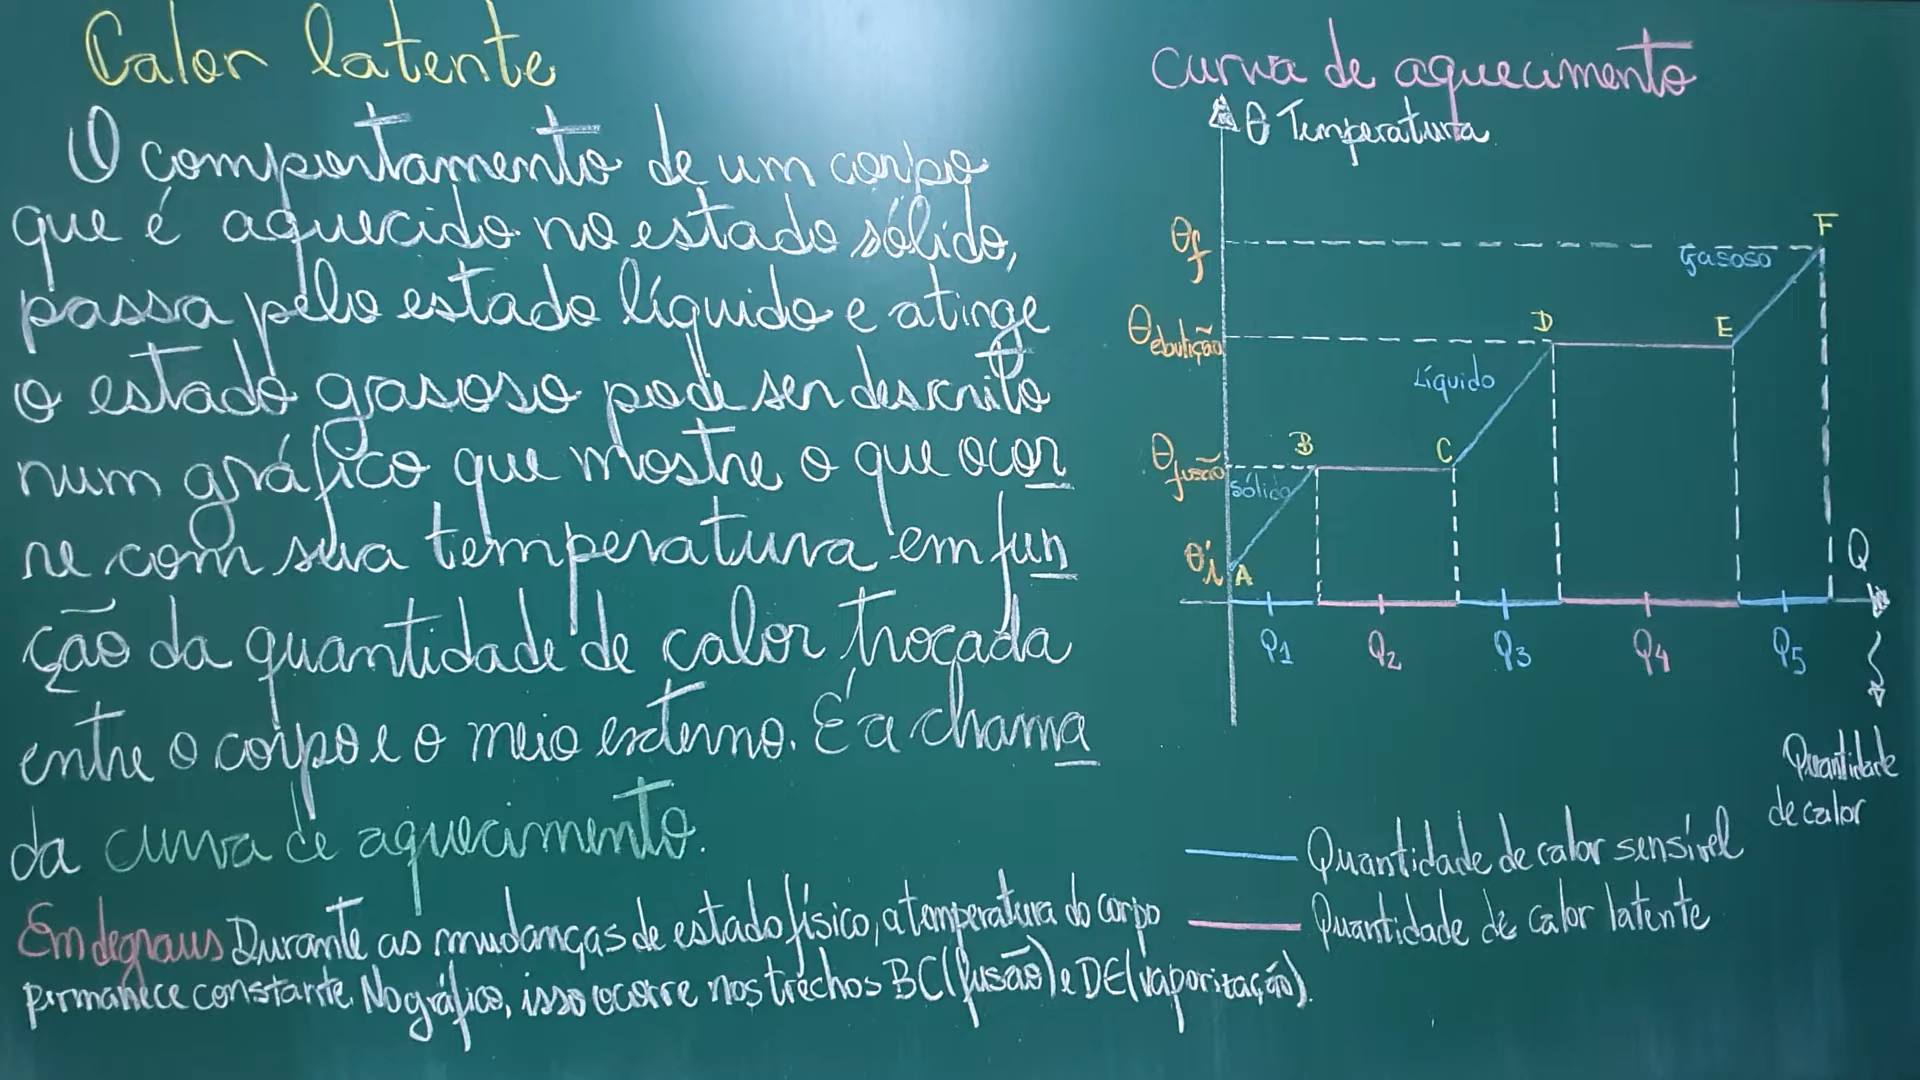 Calor latente
O comportamento de um corpo
que é aquecido no estado sólido,
passa pelo estado líquido e atinge
o estado gasoso pode ser descrito
num gráfico que mostre o que ocor
re com sua temperatura em fun
ção da quantidade de calor trocada
entre o corpo e o meio externo. É a chama
da curva de aquecimento.
Em degraus Durante as mudanças de estado físico, a temperatura do corpo
permanece constante. No gráfico, isso ocorre nos trechos BC (fusão) e DE (vaporização).
curva de aquecimento
θ Temperatura
θf
F
gasoso
θebulição
D
E
Líquido
θfusão
B
C
sólido
θi
A
Q
Q1 Q2 Q3 Q4 Q5
Quantidade
de calor
Quantidade de calor sensível
Quantidade de calor latente